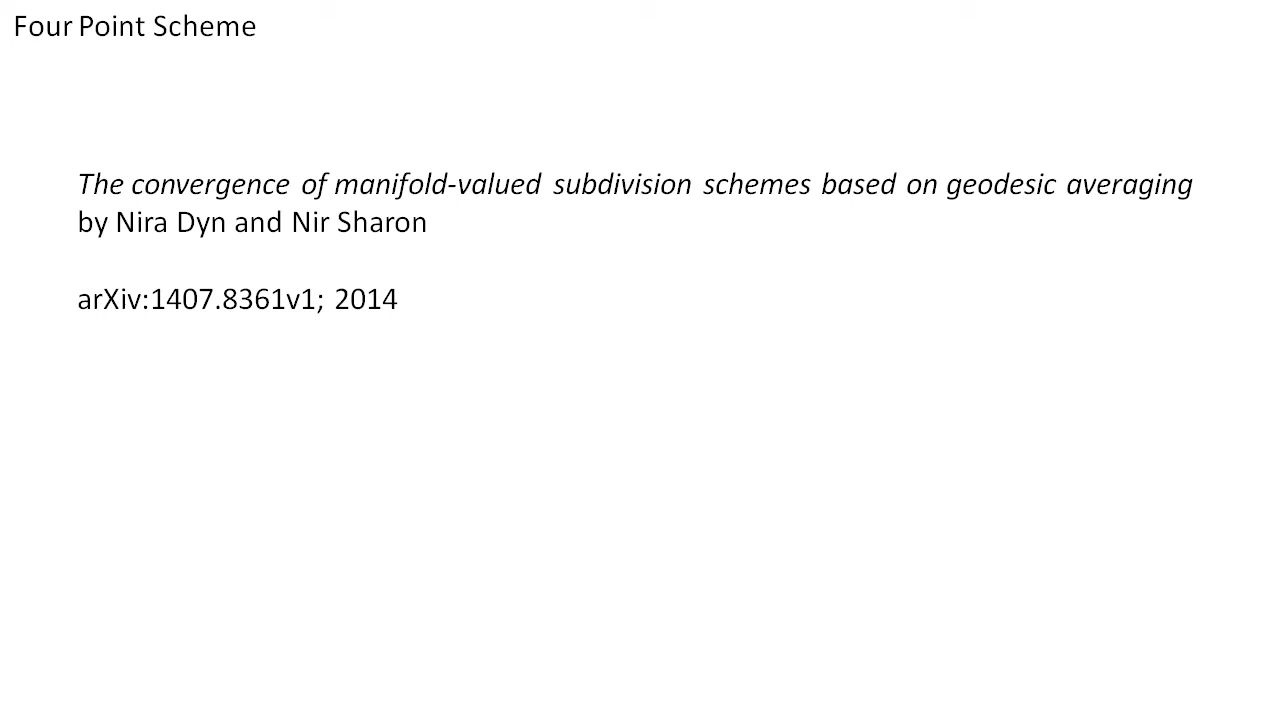 Four Point Scheme
The convergence of manifold-valued subdivision schemes based on geodesic averaging
by Nira Dyn and Nir Sharon
arXiv:1407.8361v1; 2014